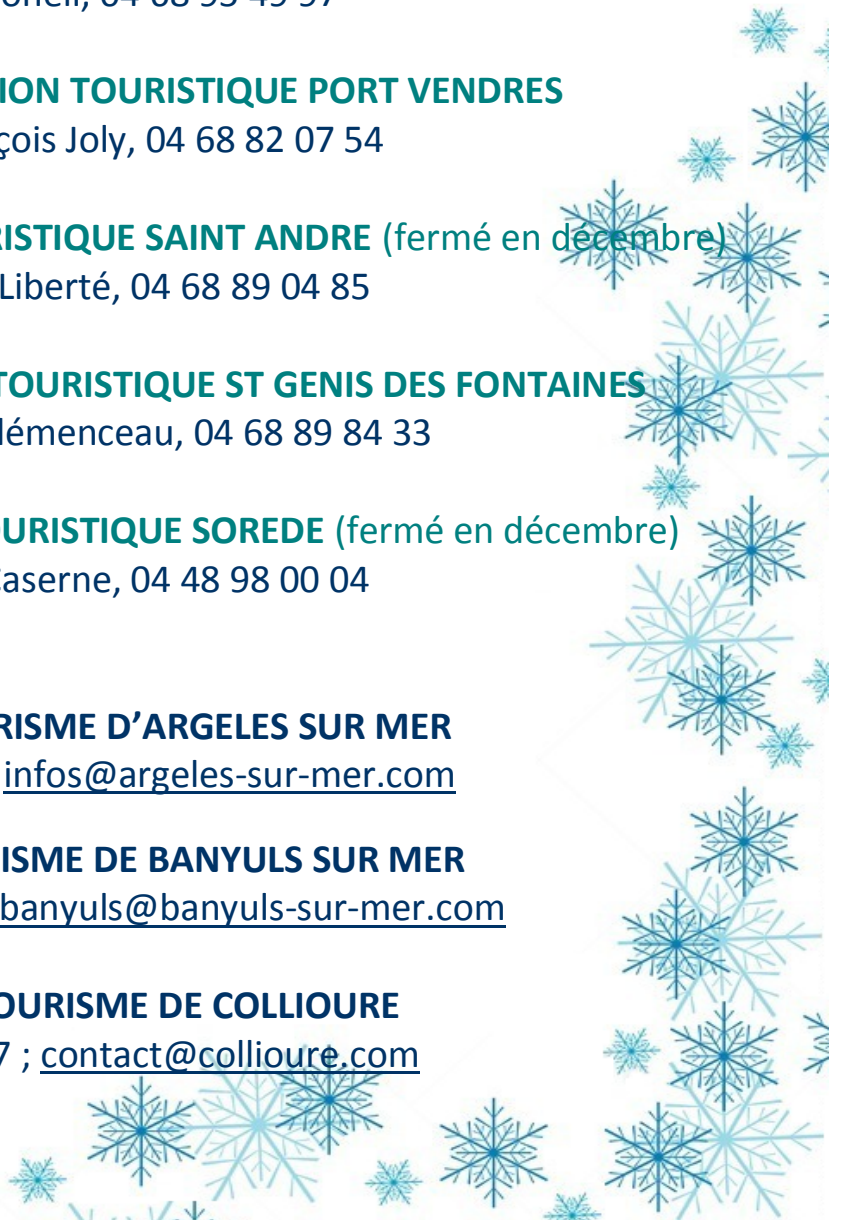 04 68 95 49 97
ION TOURISTIQUE PORT VENDRES
çois Joly, 04 68 82 07 54
RISTIQUE SAINT ANDRE (fermé en décembre)
Liberté, 04 68 89 04 85
TOURISTIQUE ST GENIS DES FONTAINES
lémenceau, 04 68 89 84 33
OURISTIQUE SOREDE (fermé en décembre)
Caserne, 04 48 98 00 04
RISME D’ARGELES SUR MER
infos@argeles-sur-mer.com
ISME DE BANYULS SUR MER
banyuls@banyuls-sur-mer.com
OURISME DE COLLIOURE
7 ; contact@collioure.com